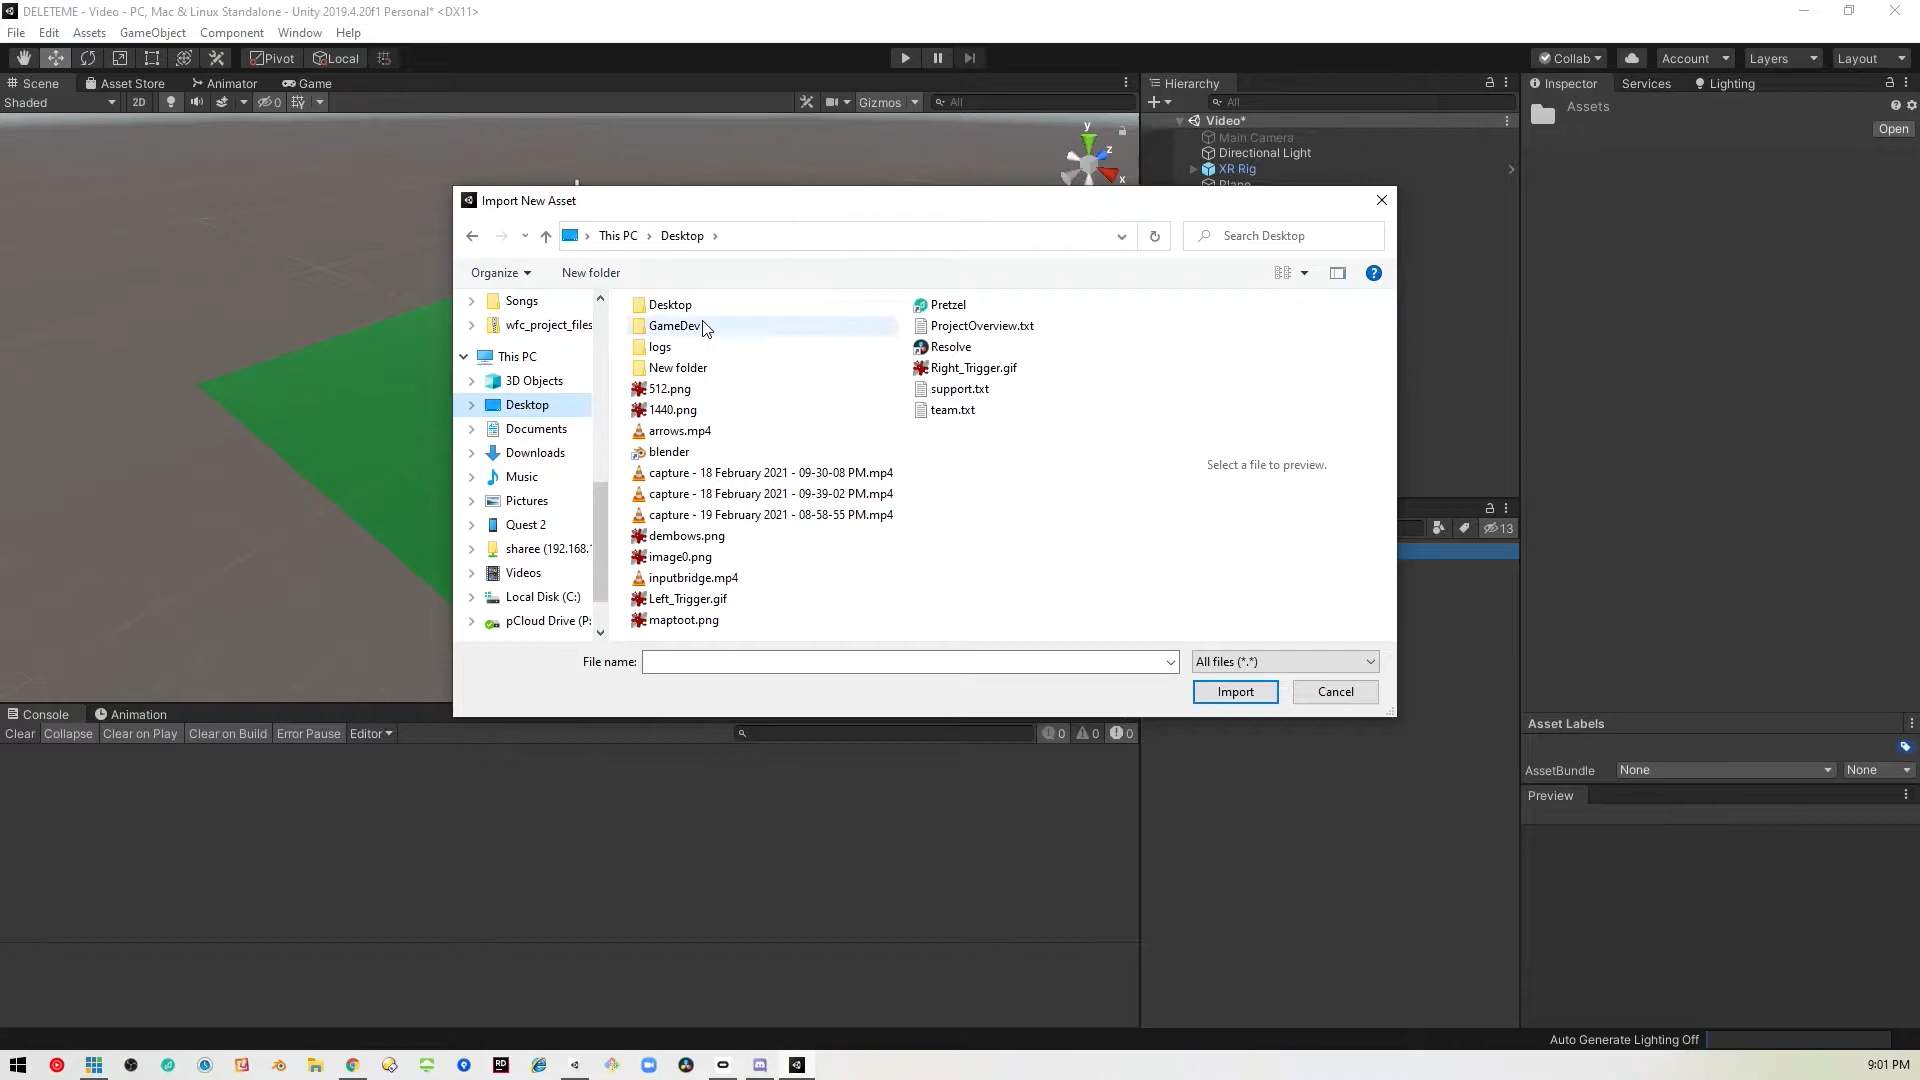 DELETEME - Video - PC, Mac & Linux Standalone - Unity 2019.4.20f1 Personal* <DX11>
File Edit Assets GameObject Component Window Help
Pivot Local Collab Account Layers Layout
Scene Asset Store Animator Game
Hierarchy
Inspector Services Lighting
Shaded 2D 0 Gizmos All
All
Assets
Open
Video*
Main Camera
Directional Light
XR Rig
Plane
y
z
x
Import New Asset
This PC Desktop
Search Desktop
Organize New folder
Songs
wfc_project_files
This PC
3D Objects
Desktop
Documents
Downloads
Music
Pictures
Quest 2
sharee (192.168.1
Videos
Local Disk (C:)
pCloud Drive (P:
Desktop
GameDev
logs
New folder
512.png
1440.png
arrows.mp4
blender
capture - 18 February 2021 - 09-30-08 PM.mp4
capture - 18 February 2021 - 09-39-02 PM.mp4
capture - 19 February 2021 - 08-58-55 PM.mp4
dembows.png
image0.png
inputbridge.mp4
Left_Trigger.gif
maptoot.png
Pretzel
ProjectOverview.txt
Resolve
Right_Trigger.gif
support.txt
team.txt
Select a file to preview.
File name:
All files (*.*)
Import Cancel
13
Console Animation
Clear Collapse Clear on Play Clear on Build Error Pause Editor
0 0 0
Asset Labels
AssetBundle None None
Preview
Auto Generate Lighting Off
RD
9:01 PM